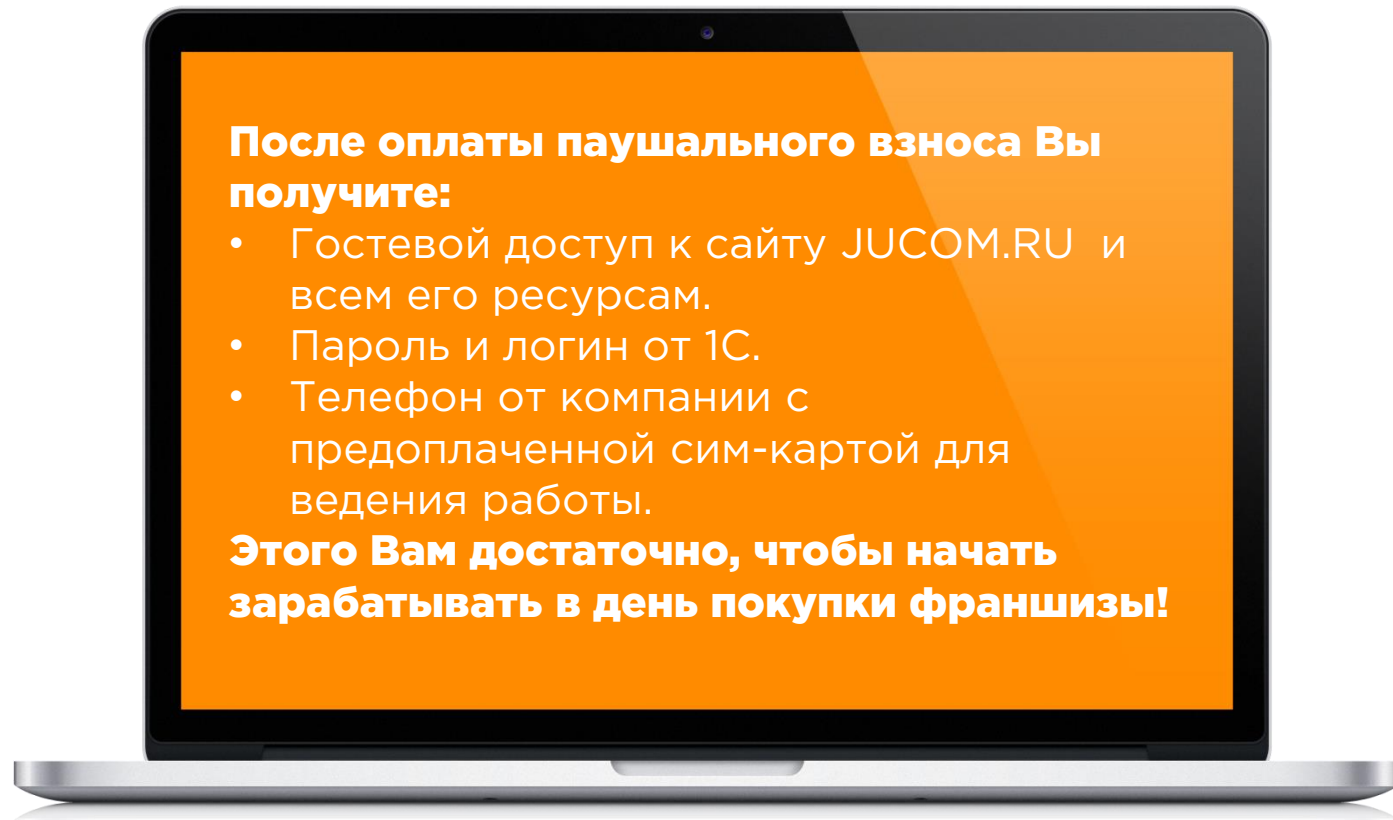 После оплаты паушального взноса Вы
получите:
• Гостевой доступ к сайту JUCOM.RU и
всем его ресурсам.
• Пароль и логин от 1С.
• Телефон от компании с
предоплаченной сим-картой для
ведения работы.
Этого Вам достаточно, чтобы начать
зарабатывать в день покупки франшизы!